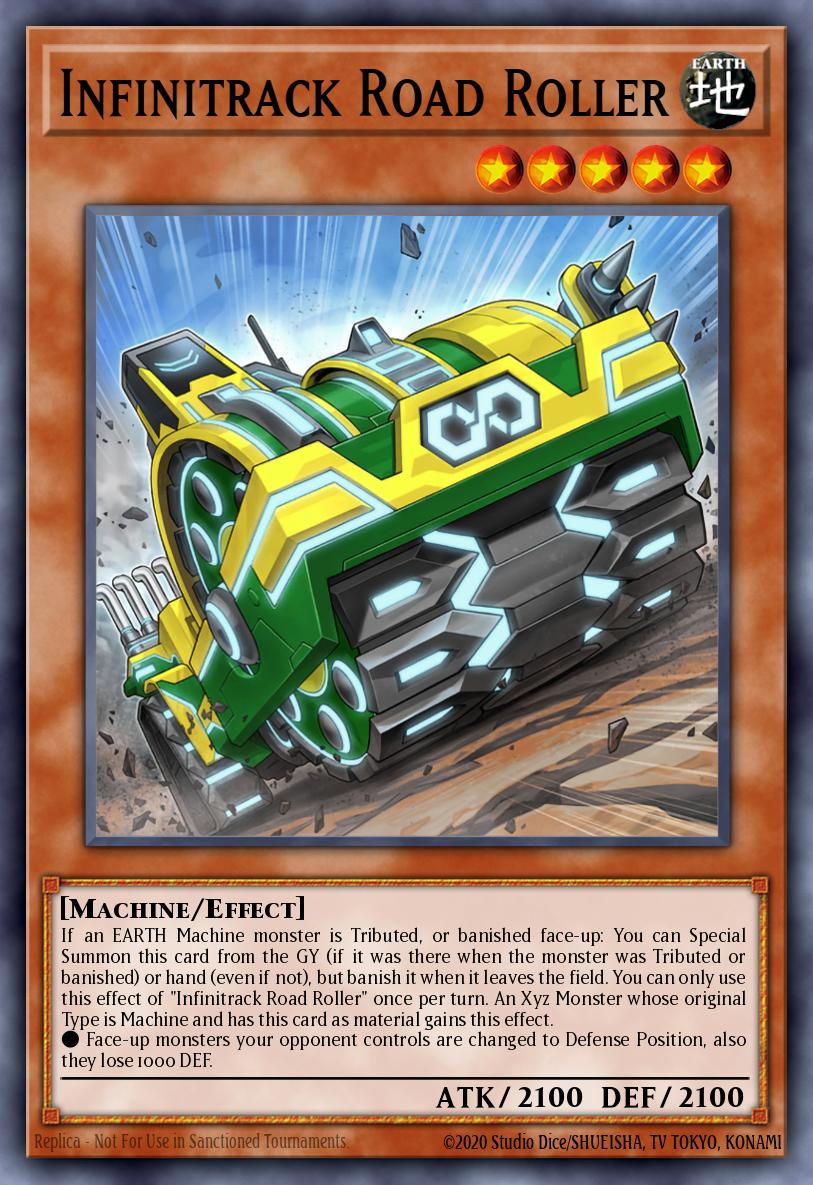 Infinitrack Road Roller
EARTH
地
[Machine/Effect]
If an EARTH Machine monster is Tributed, or banished face-up: You can Special
Summon this card from the GY (if it was there when the monster was Tributed or
banished) or hand (even if not), but banish it when it leaves the field. You can only use
this effect of "Infinitrack Road Roller" once per turn. An Xyz Monster whose original
Type is Machine and has this card as material gains this effect.
● Face-up monsters your opponent controls are changed to Defense Position, also
they lose 1000 DEF.
ATK/ 2100 DEF/ 2100
Replica - Not For Use in Sanctioned Tournaments.
©2020 Studio Dice/SHUEISHA, TV TOKYO, KONAMI